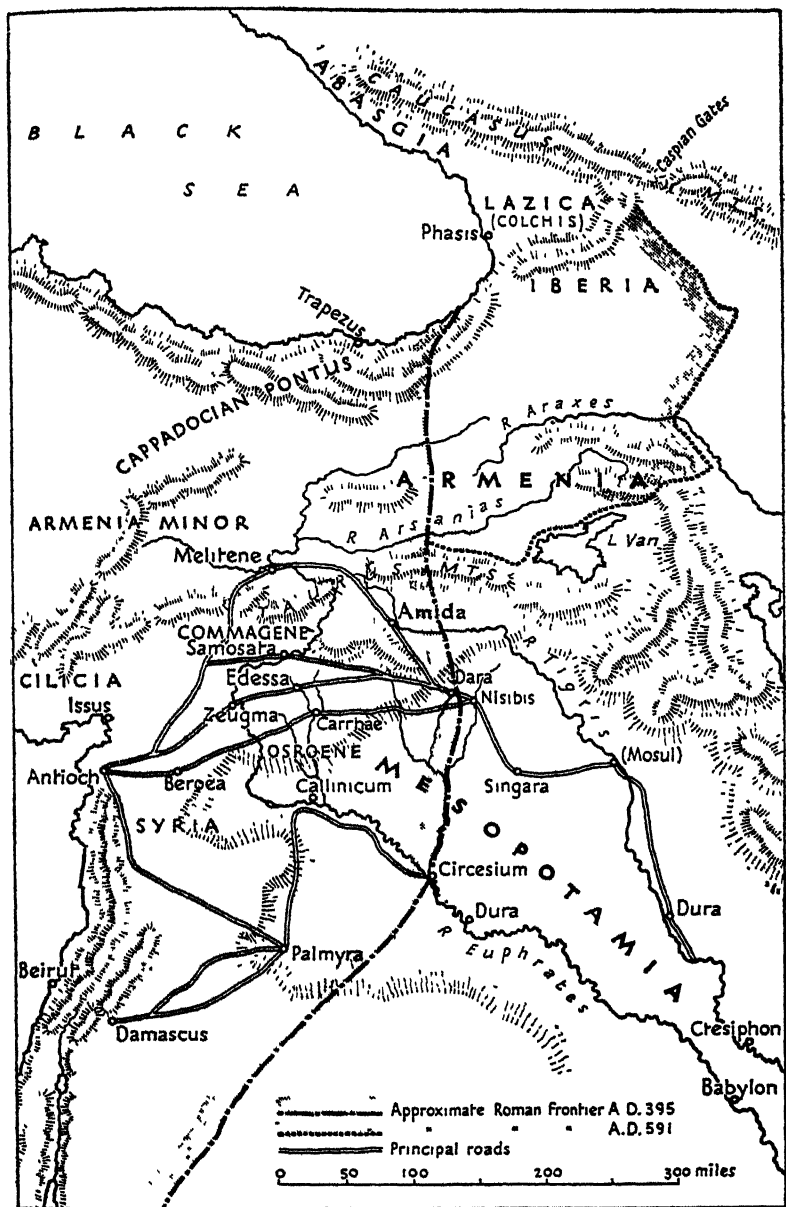 BLACK
SEA
ABASGIA
CAUCASUS
MTS
Caspian Gates
LAZICA
(COLCHIS)
Phasis
IBERIA
Trapezus
CAPPADOCIAN PONTUS
R Araxes
ARMENIA
R Arsanias
ARMENIA MINOR
L Van
Melitene
TAURUS MTS
Amida
COMMAGENE
Samosata
R Tigris
CILICIA
Edessa
Dara
Nisibis
Issus
Zeugma
Carrhae
OSROENE
(Mosul)
Antioch
Beroea
Callinicum
Singara
MESOPOTAMIA
SYRIA
Circesium
Dura
Dura
R Euphrates
Palmyra
Beirut
Damascus
Ctesiphon
Babylon
Approximate Roman Frontier A D. 395
" " " A.D. 591
Principal roads
0 50 100 200 300 miles